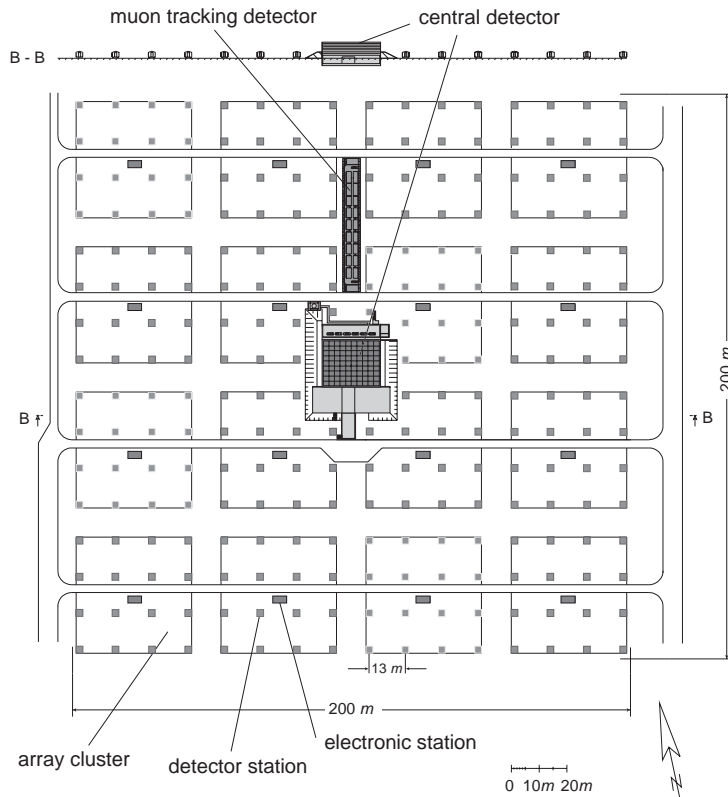 muon tracking detector
central detector
B - B
200 m
B
B
13 m
200 m
array cluster
detector station
electronic station
0 10m 20m
N